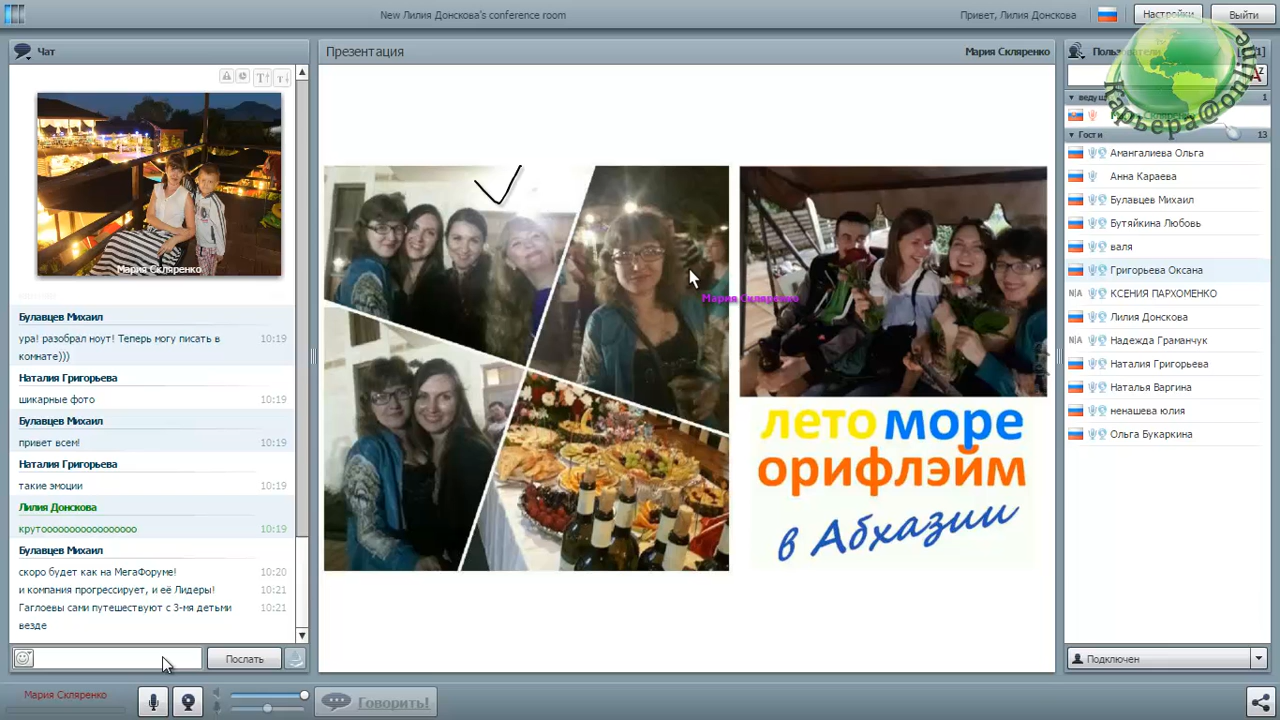 New Лилия Донскова's conference room
Привет, Лилия Донскова
Настройки
Выйти
Чат
Презентация
Мария Скляренко
Карьера@online
Мария Скляренко
Булавцев Михаил
ура! разобрал ноут! Теперь могу писать в
10:19
комнате)))
Наталия Григорьева
шикарные фото
10:19
Булавцев Михаил
привет всем!
10:19
Наталия Григорьева
такие эмоции
10:19
Лилия Донскова
крутоооооооооооооооо
10:19
Булавцев Михаил
скоро будет как на МегаФоруме!
10:20
и компания прогрессирует, и её Лидеры!
10:21
Гаглоевы сами путешествуют с 3-мя детьми
10:21
везде
Послать
Мария Скляренко
Говорить!
Мария Скляренко
лето море
орифлэйм
в Абхазии
1
Гости
13
Амангалиева Ольга
Анна Караева
Булавцев Михаил
Бутяйкина Любовь
валя
Григорьева Оксана
N|A КСЕНИЯ ПАРХОМЕНКО
Лилия Донскова
N|A Надежда Граманчук
Наталия Григорьева
Наталья Варгина
ненашева юлия
Ольга Букаркина
Подключен